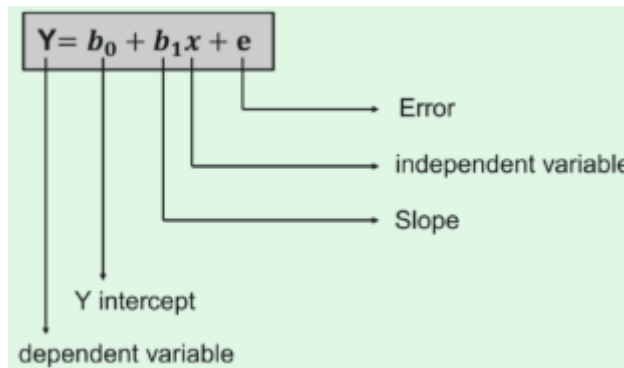 Y= b₀ + b₁x + e
Error
independent variable
Slope
Y intercept
dependent variable